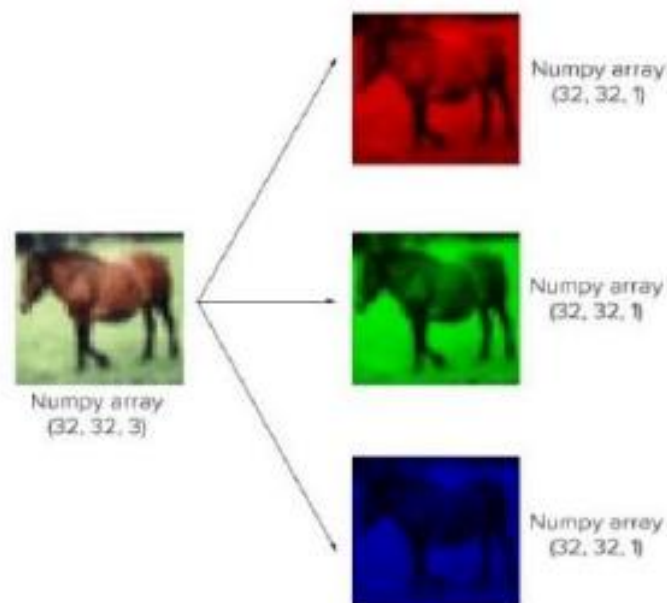 Numpy array
(32, 32, 1)
Numpy array
(32, 32, 3)
Numpy array
(32, 32, 1)
Numpy array
(32, 32, 1)